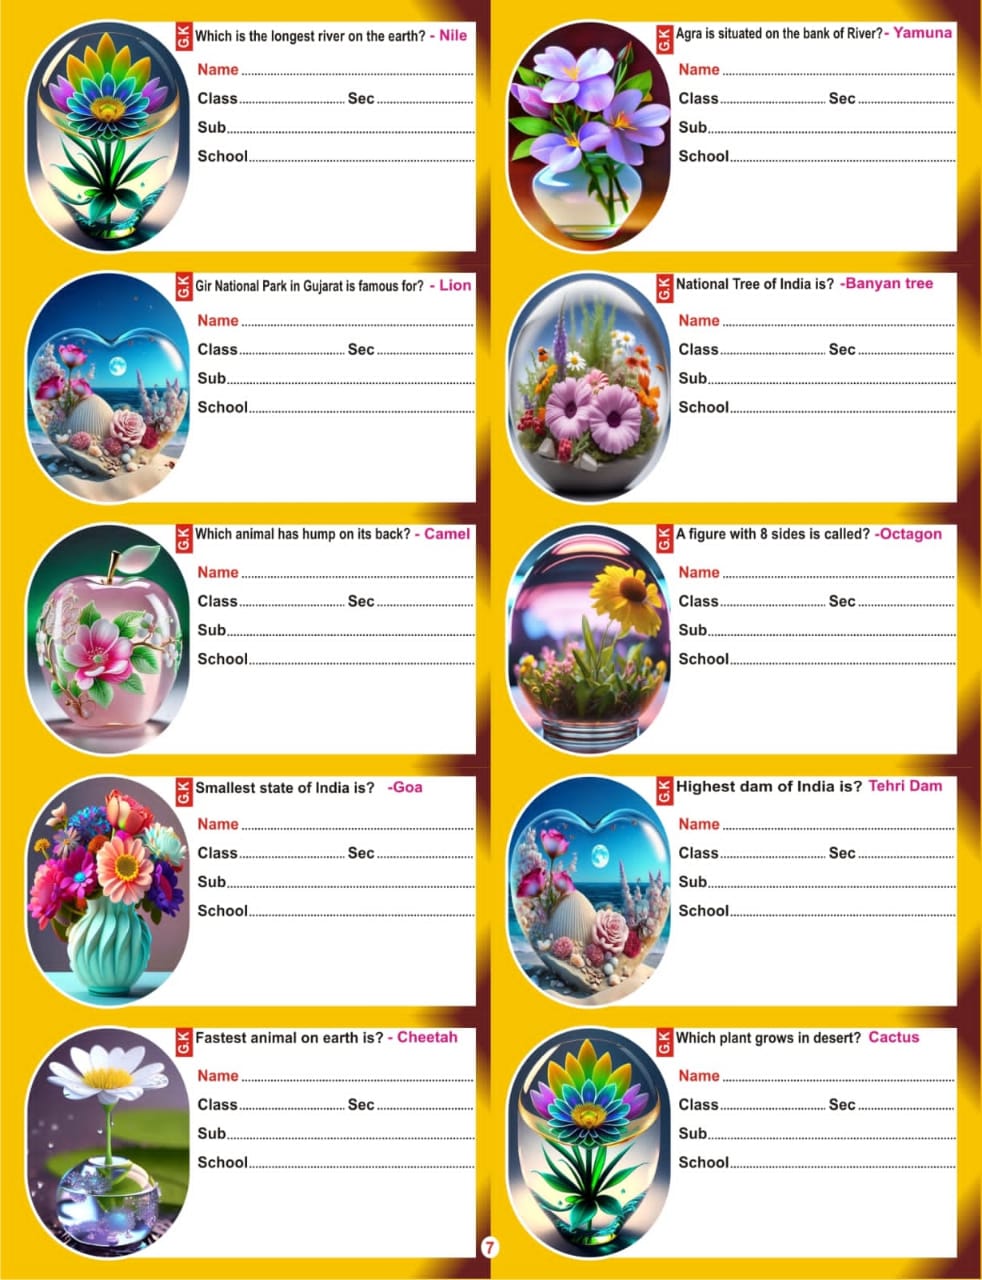 G.K Which is the longest river on the earth? - Nile
Name
Class Sec
Sub
School
G.K Agra is situated on the bank of River?- Yamuna
Name
Class Sec
Sub
School
G.K Gir National Park in Gujarat is famous for? - Lion
Name
Class Sec
Sub
School
G.K National Tree of India is? -Banyan tree
Name
Class Sec
Sub
School
G.K Which animal has hump on its back? - Camel
Name
Class Sec
Sub
School
G.K A figure with 8 sides is called? -Octagon
Name
Class Sec
Sub
School
G.K Smallest state of India is? -Goa
Name
Class Sec
Sub
School
G.K Highest dam of India is? Tehri Dam
Name
Class Sec
Sub
School
G.K Fastest animal on earth is? - Cheetah
Name
Class Sec
Sub
School
G.K Which plant grows in desert? Cactus
Name
Class Sec
Sub
School
7